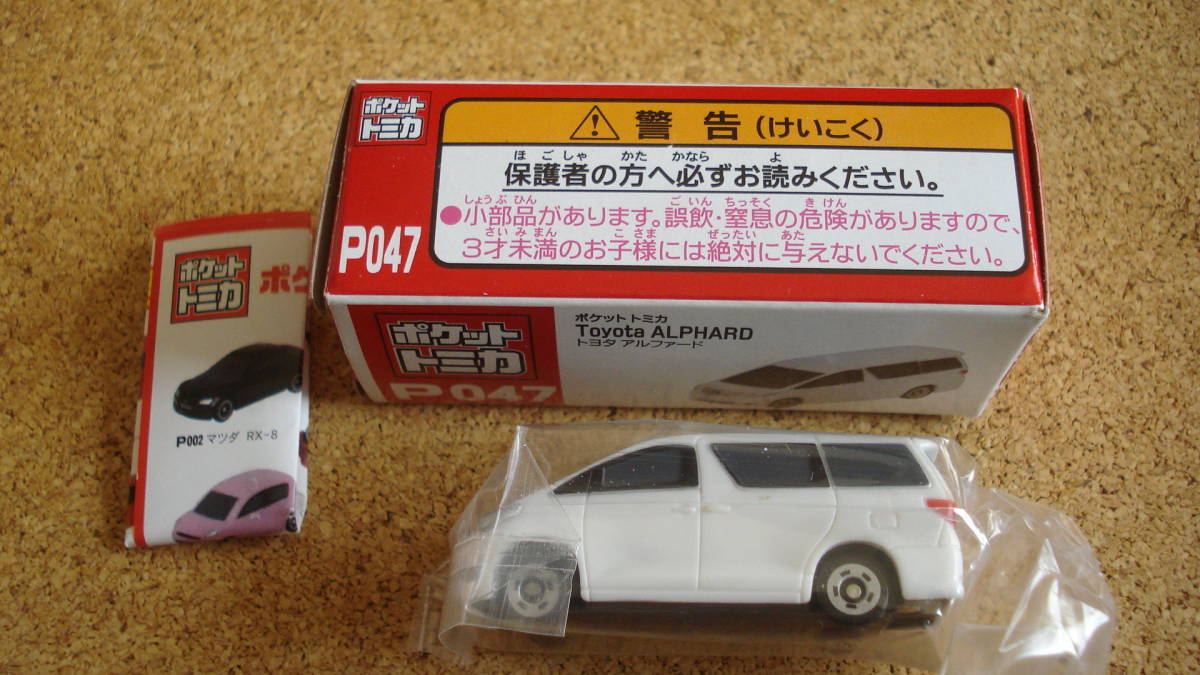 ポケット
トミカ
P047
警告(けいこく)
ほごしゃ かた かなら よ
保護者の方へ必ずお読みください。
しょうぶひん ごいん ちっそく きけん
●小部品があります。誤飲・窒息の危険がありますので、
さいみまん こさま ぜったい あた
3才未満のお子様には絶対に与えないでください。
ポケット
トミカ
P047
ポケット トミカ
Toyota ALPHARD
トヨタ アルファード
ポケット
トミカ
ポケ
P002 マツダ RX-8